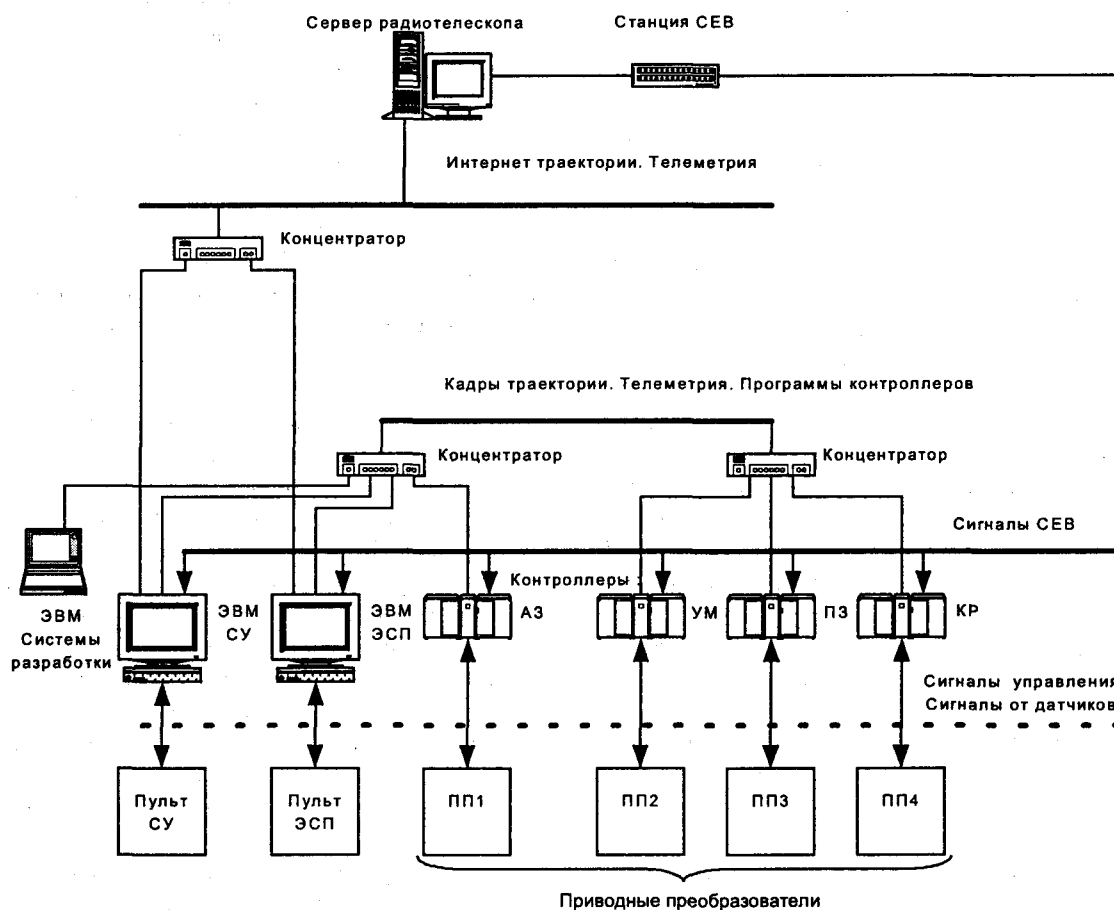 Сервер радиотелескопа
Станция СЕВ
Интернет траектории. Телеметрия
Концентратор
Кадры траектории. Телеметрия. Программы контроллеров
Концентратор
Концентратор
Сигналы СЕВ
Контроллеры :
ЭВМ
Системы
разработки
ЭВМ
СУ
ЭВМ
ЭСП
АЗ
УМ
ПЗ
КР
Сигналы управления
Сигналы от датчиков
Пульт
СУ
Пульт
ЭСП
ПП1
ПП2
ПП3
ПП4
Приводные преобразователи